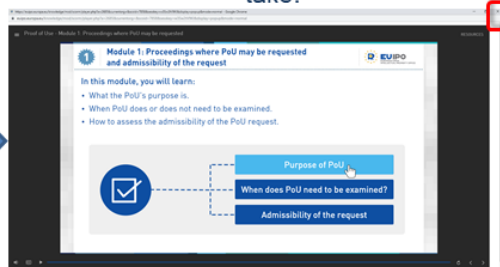 take?
Proof of Use - Module 1: Proceedings where PoU may be requested
RESOURCES
1
Module 1: Proceedings where PoU may be requested
and admissibility of the request
EUIPO
In this module, you will learn:
• What the PoU's purpose is.
• When PoU does or does not need to be examined.
• How to assess the admissibility of the PoU request.
Purpose of PoU
When does PoU need to be examined?
Admissibility of the request